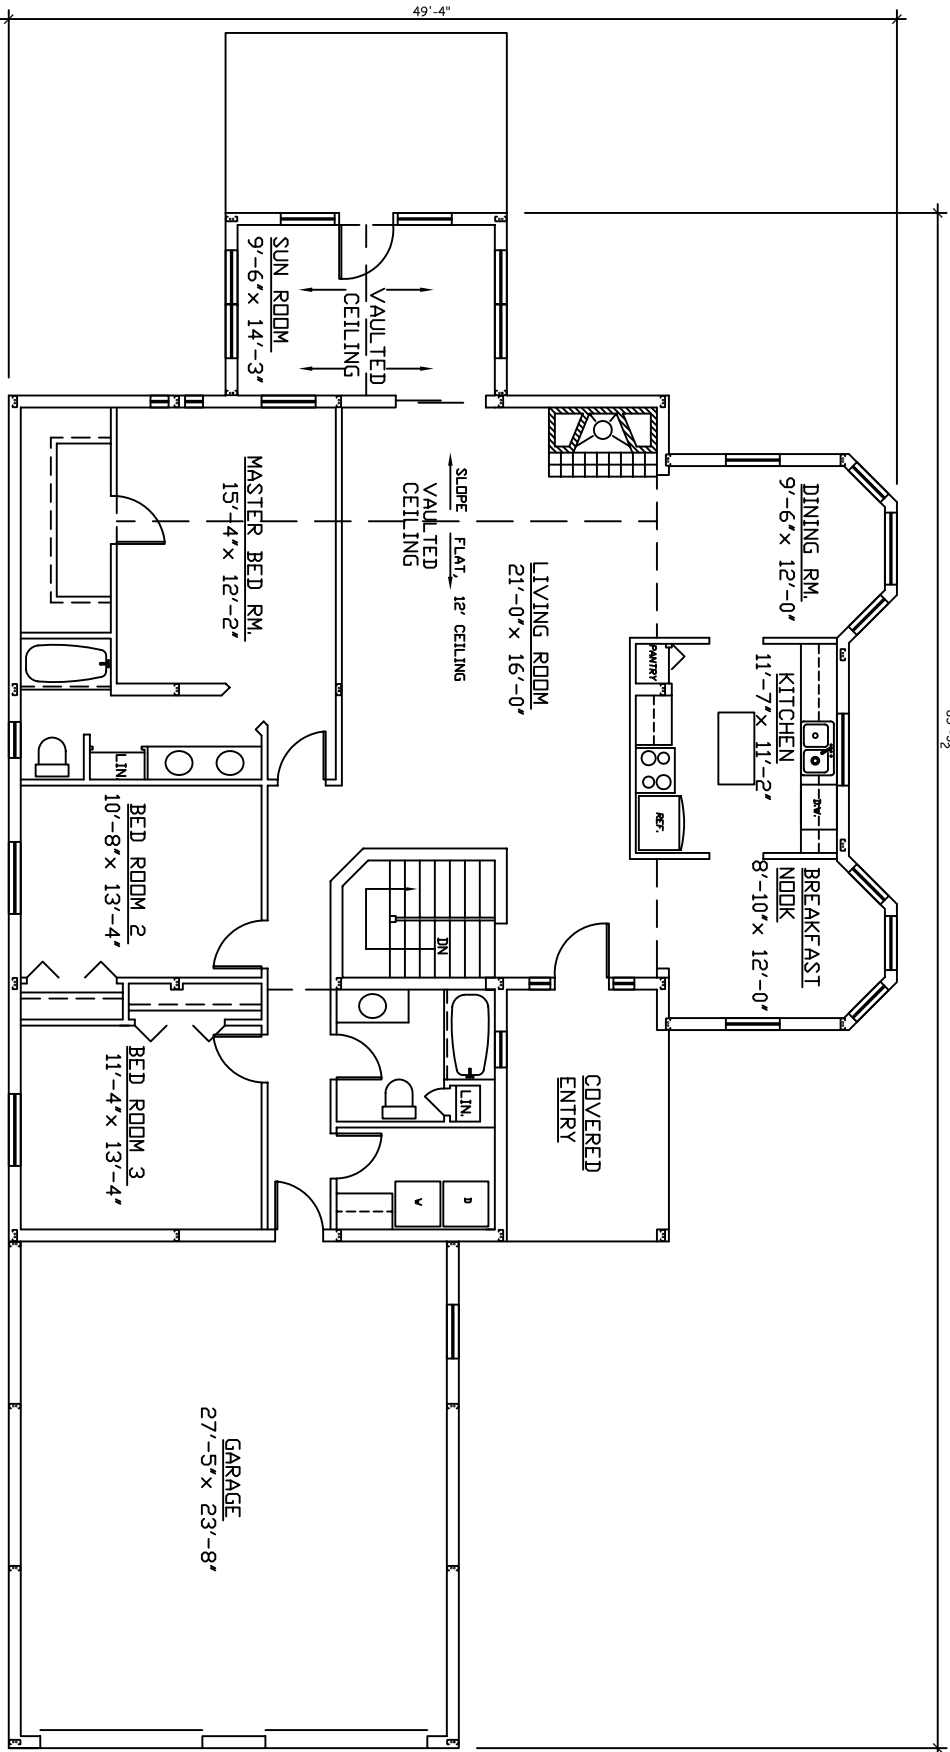 49'-4"
SUN ROOM
9'-6" x 14'-3"
VAULTED
CEILING
DINING RM.
9'-6" x 12'-0"
MASTER BED RM.
15'-4" x 12'-2"
SLOPE
FLAT, 12' CEILING
VAULTED
CEILING
LIVING ROOM
21'-0" x 16'-0"
PANTRY
KITCHEN
11'-7" x 11'-2"
D.W.
REF.
BREAKFAST
NOOK
8'-10" x 12'-0"
LIN.
BED ROOM 2
10'-8" x 13'-4"
DN
BED ROOM 3
11'-4" x 13'-4"
LIN.
COVERED
ENTRY
W
D
GARAGE
27'-5" x 23'-8"